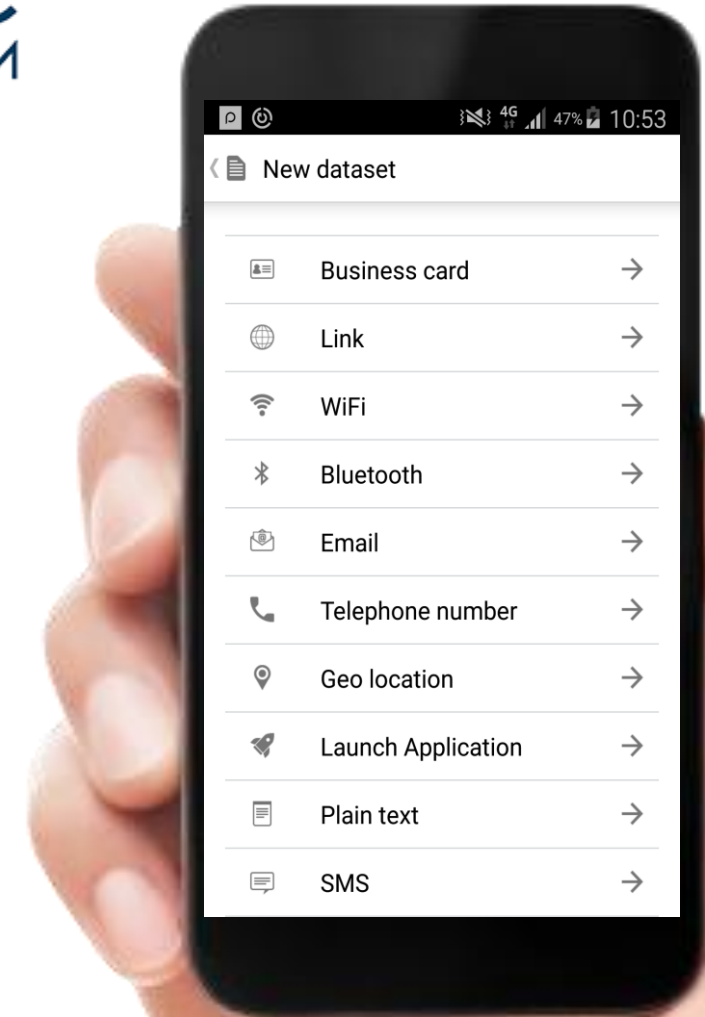 4G 47% 10:53
New dataset
Business card
Link
WiFi
Bluetooth
Email
Telephone number
Geo location
Launch Application
Plain text
SMS